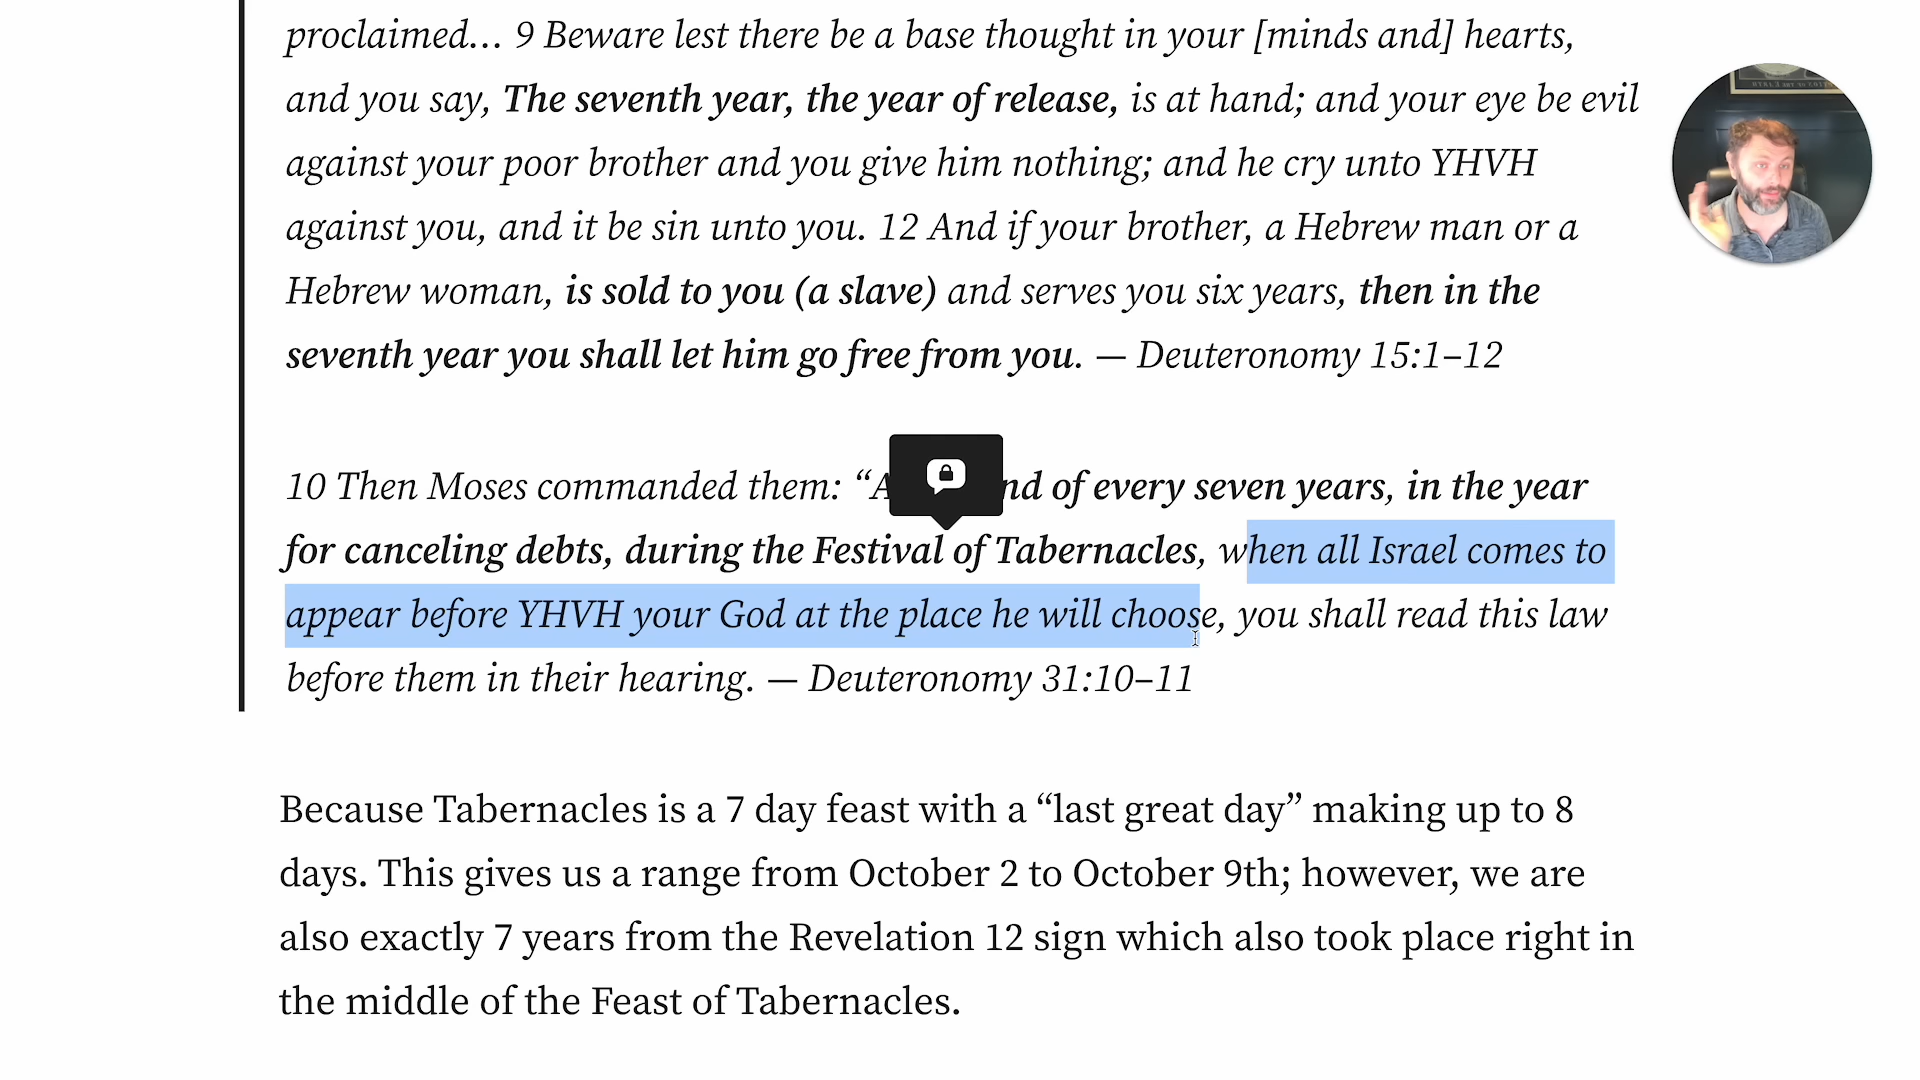 proclaimed… 9 Beware lest there be a base thought in your [minds and] hearts,
and you say, The seventh year, the year of release, is at hand; and your eye be evil
against your poor brother and you give him nothing; and he cry unto YHVH
against you, and it be sin unto you. 12 And if your brother, a Hebrew man or a
Hebrew woman, is sold to you (a slave) and serves you six years, then in the
seventh year you shall let him go free from you. — Deuteronomy 15:1–12
10 Then Moses commanded them: “ of every seven years, in the year
for canceling debts, during the Festival of Tabernacles, when all Israel comes to
appear before YHVH your God at the place he will choose, you shall read this law
before them in their hearing. — Deuteronomy 31:10–11
Because Tabernacles is a 7 day feast with a “last great day” making up to 8
days. This gives us a range from October 2 to October 9th; however, we are
also exactly 7 years from the Revelation 12 sign which also took place right in
the middle of the Feast of Tabernacles.